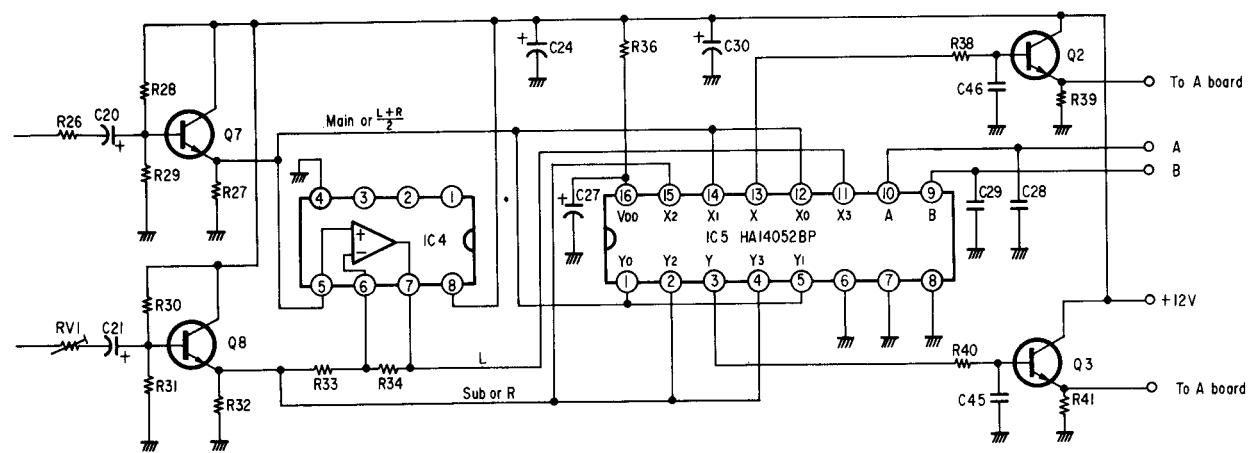 R28
R26
C20
+
Q7
R29
R27
Main or L+R/2
+
C24
R36
+
C30
R38
Q2
C46
R39
To A board
A
B
C29
C28
4
3
2
1
+
-
IC4
5
6
7
8
+
C27
16
15
14
13
12
11
10
9
VDD
X2
X1
X
X0
X3
A
B
IC5 HA14052BP
Y0
Y2
Y
Y3
Y1
1
2
3
4
5
6
7
8
R30
RV1
C21
+
Q8
R31
R32
R33
R34
L
Sub or R
+12V
R40
Q3
C45
R41
To A board